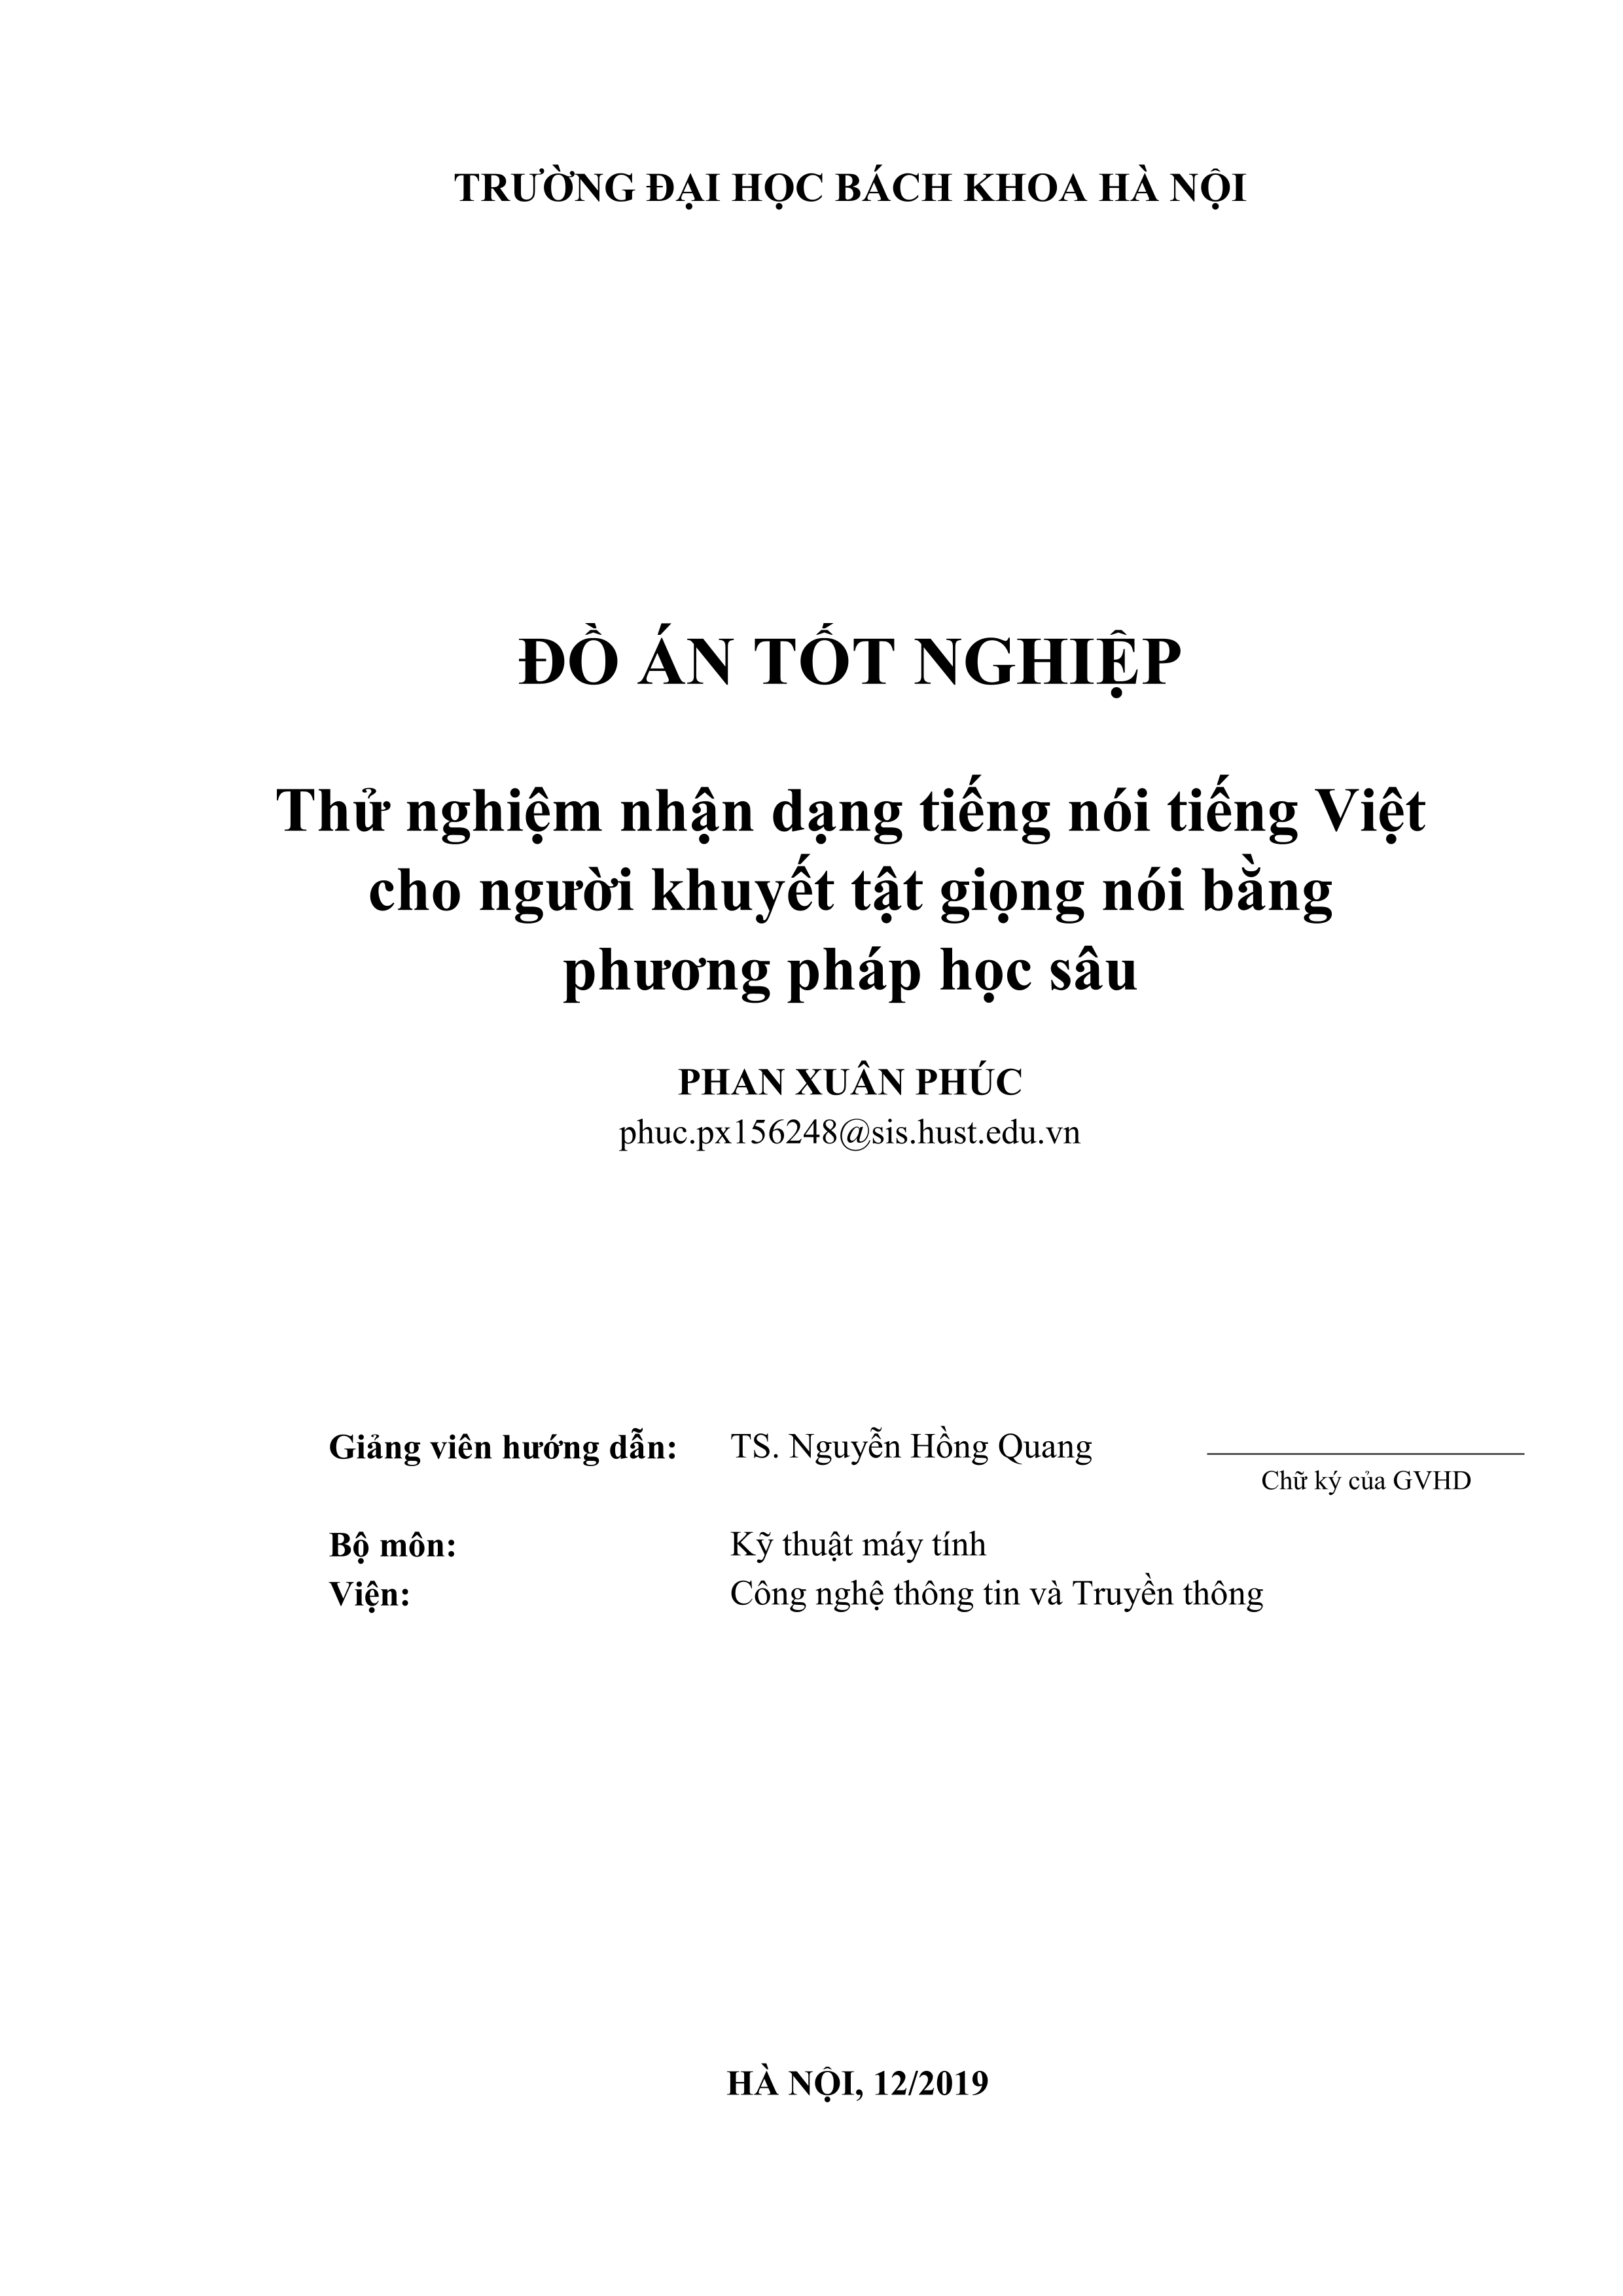 TRƯỜNG ĐẠI HỌC BÁCH KHOA HÀ NỘI
ĐỒ ÁN TỐT NGHIỆP
Thử nghiệm nhận dạng tiếng nói tiếng Việt
cho người khuyết tật giọng nói bằng
phương pháp học sâu
PHAN XUÂN PHÚC
phuc.px156248@sis.hust.edu.vn
Giảng viên hướng dẫn: TS. Nguyễn Hồng Quang
Chữ ký của GVHD
Bộ môn: Kỹ thuật máy tính
Viện: Công nghệ thông tin và Truyền thông
HÀ NỘI, 12/2019